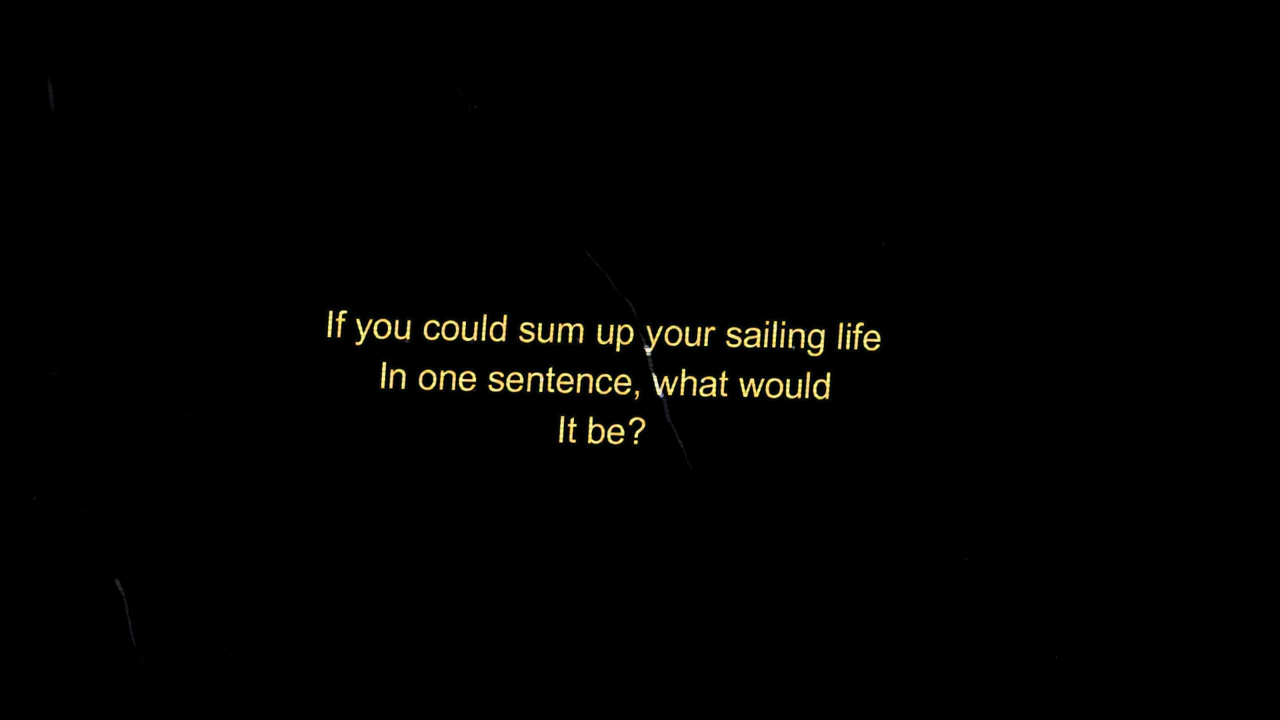 If you could sum up your sailing life
In one sentence, what would
It be?